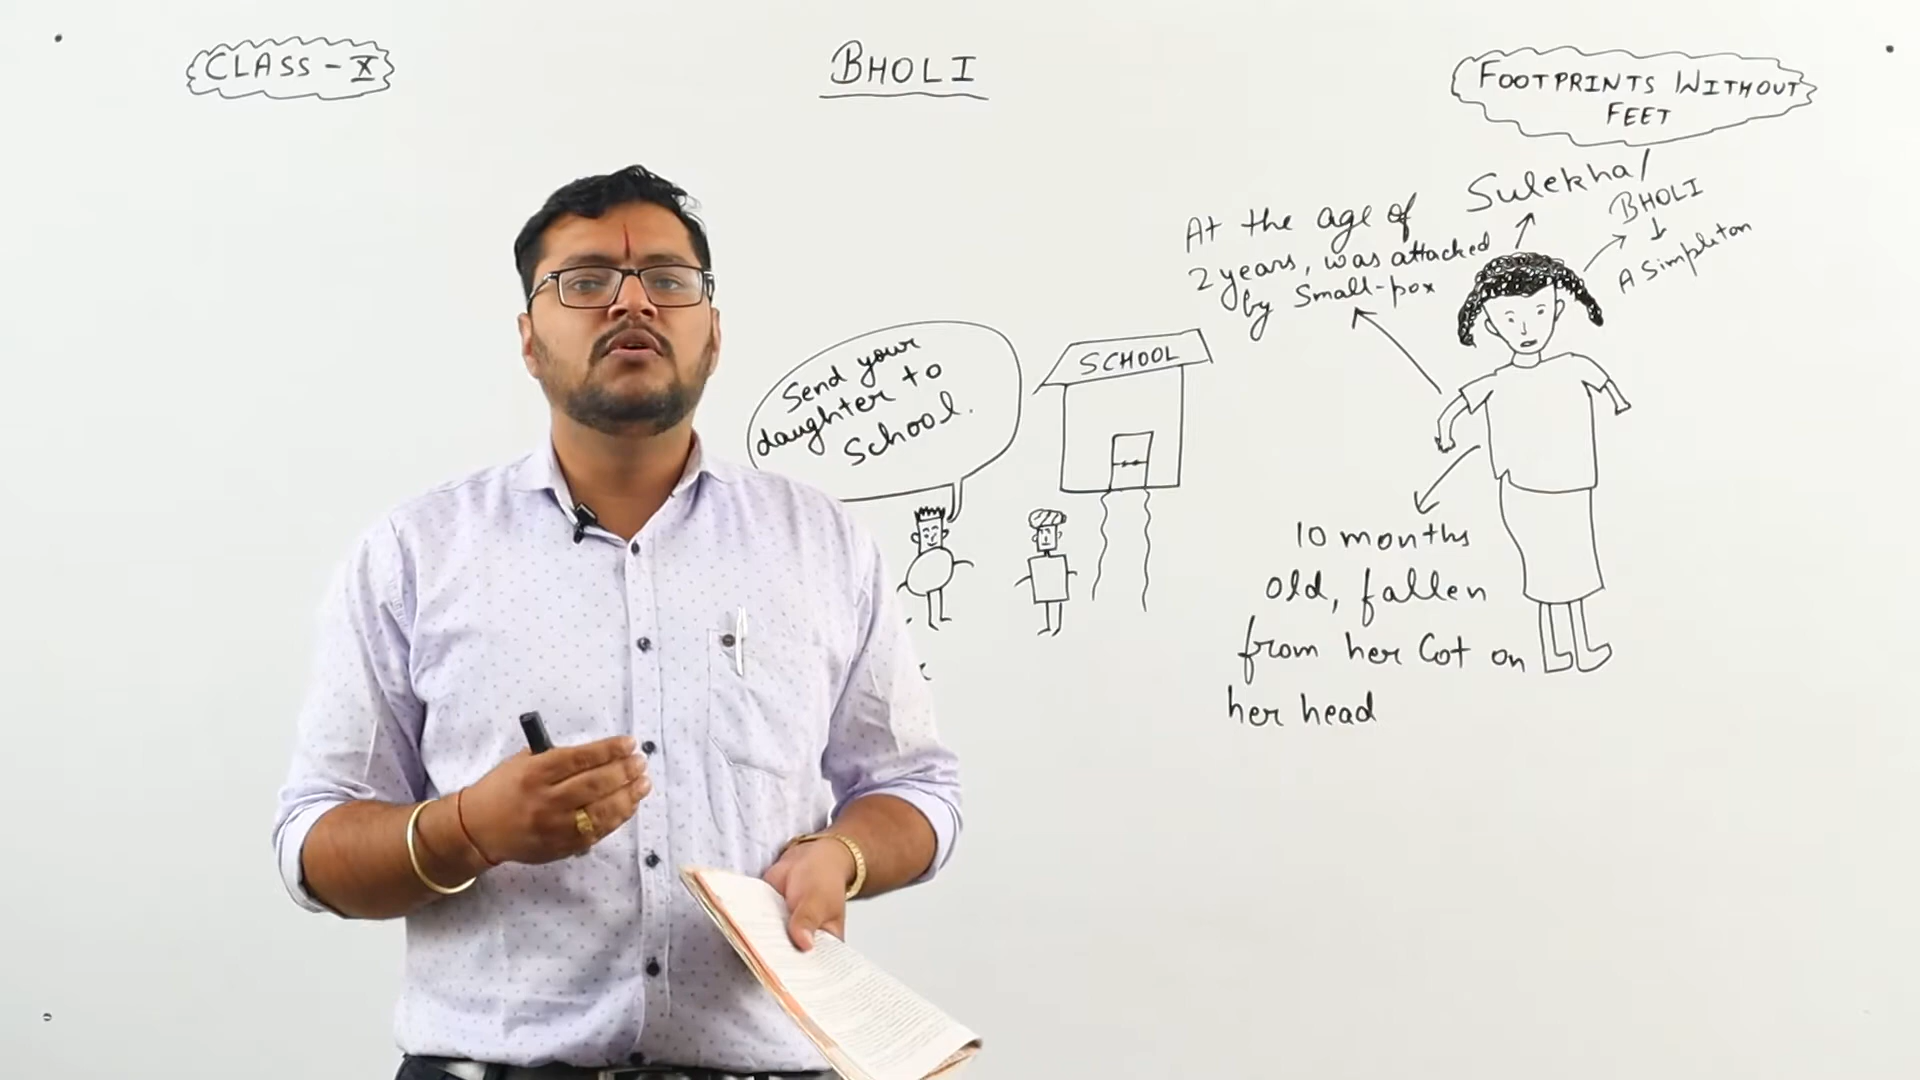 CLASS - X
BHOLI
FOOTPRINTS WITHOUT
FEET
Sulekha/
BHOLI
A Simpleton
At the age of
2 years, was attacked
by Small-pox
Send your
daughter to
School.
SCHOOL
10 months
old, fallen
from her Cot on
her head